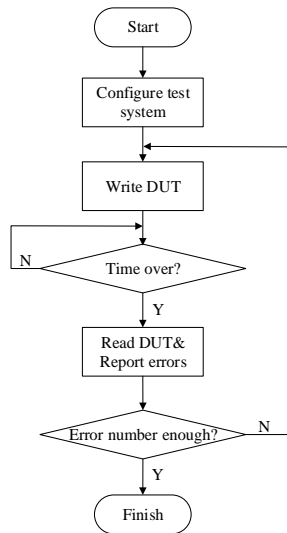 Start
Configure test
system
Write DUT
Time over?
N
Y
Read DUT&
Report errors
Error number enough?
N
Y
Finish